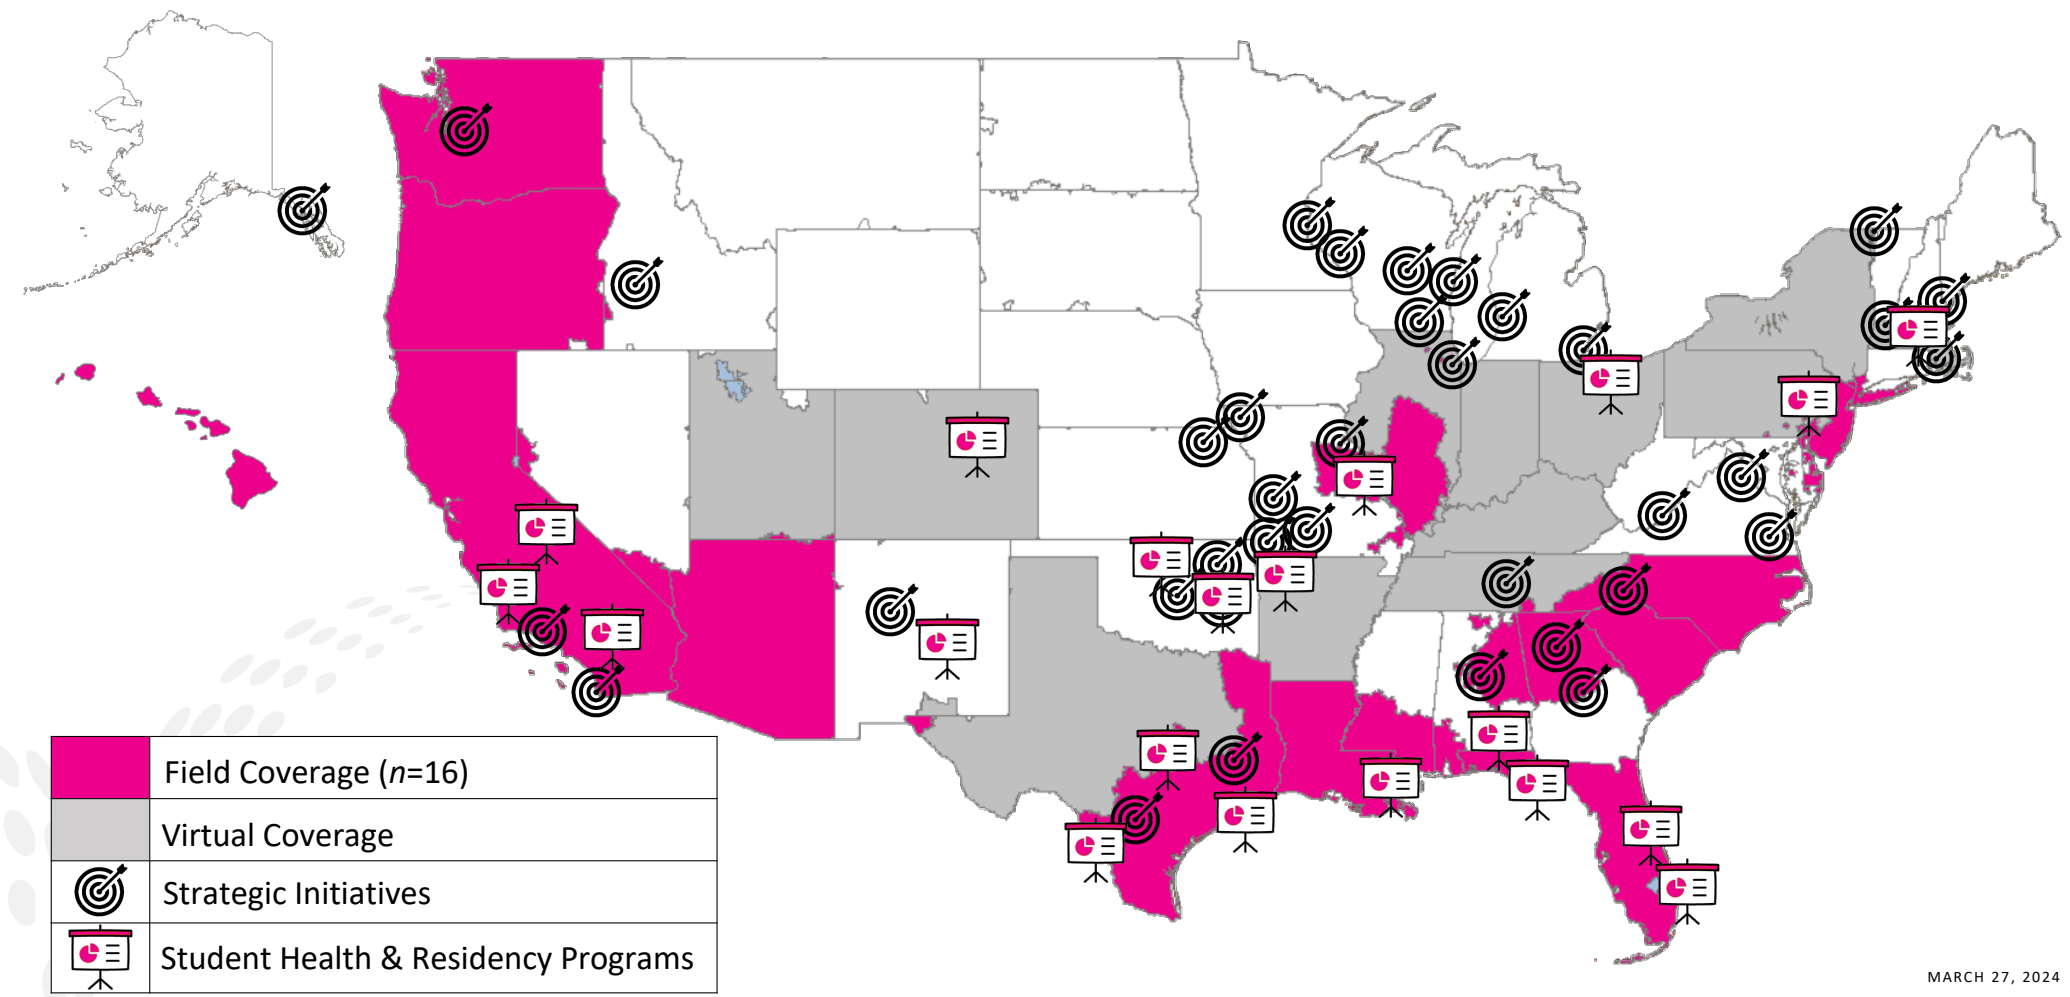 Field Coverage (n=16)
Virtual Coverage
Strategic Initiatives
Student Health & Residency Programs
MARCH 27, 2024